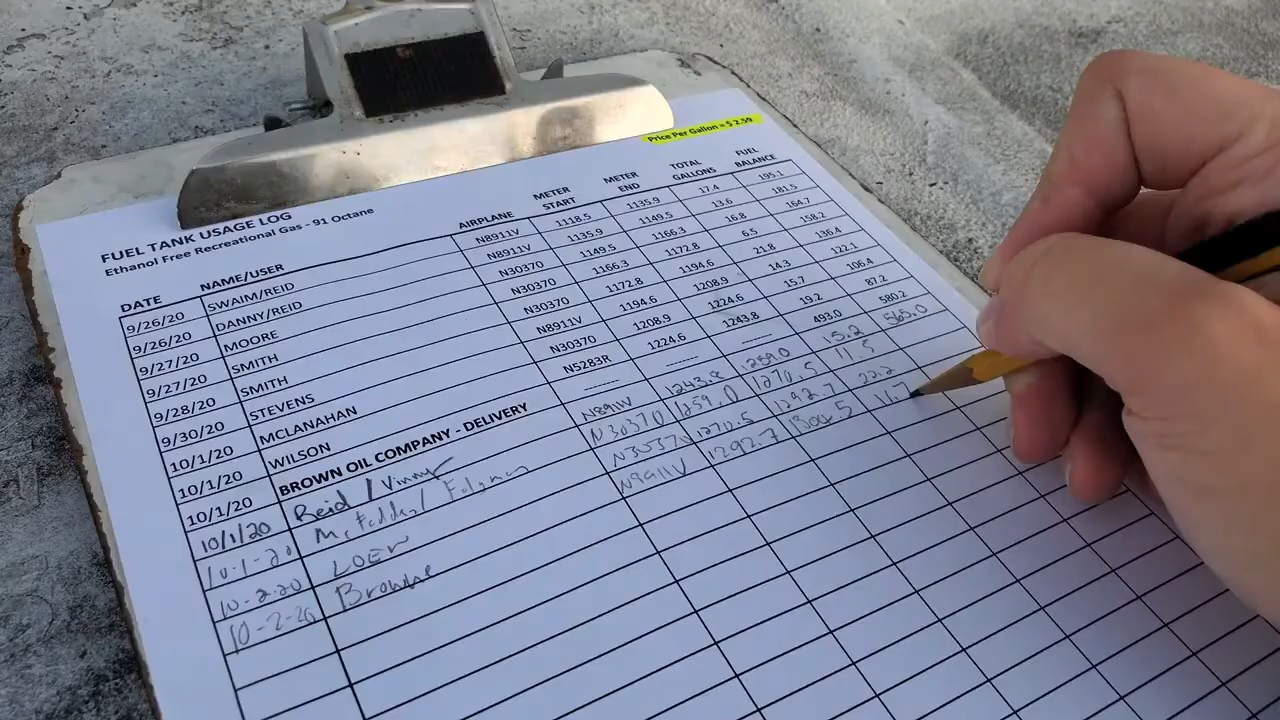 Price Per Gallon = $ 2.59
FUEL TANK USAGE LOG
Ethanol Free Recreational Gas - 91 Octane
DATE NAME/USER AIRPLANE METER START METER END TOTAL GALLONS FUEL BALANCE
9/26/20 SWAIM/REID N8911V 1118.5 1135.9 17.4 195.1
9/26/20 DANNY/REID N8911V 1135.9 1149.5 13.6 181.5
9/27/20 MOORE N30370 1149.5 1166.3 16.8 164.7
9/27/20 SMITH N30370 1166.3 1172.8 6.5 158.2
9/28/20 SMITH N30370 1172.8 1194.6 21.8 136.4
9/30/20 STEVENS N8911V 1194.6 1208.9 14.3 122.1
10/1/20 MCLANAHAN N30370 1208.9 1224.6 15.7 106.4
10/1/20 WILSON N5283R 1224.6 1243.8 19.2 87.2
10/1/20 BROWN OIL COMPANY - DELIVERY -------- -------- -------- 493.0 580.2
10/1/20 Reid / Vinny N8911V 1243.8 1259.0 15.2 565.0
10-1-20 N30370 1259.0 1270.5 11.5
10-2-20 N30370 1270.5 1292.7 22.2
10-2-20 Browne N8911V 1292.7 11.7